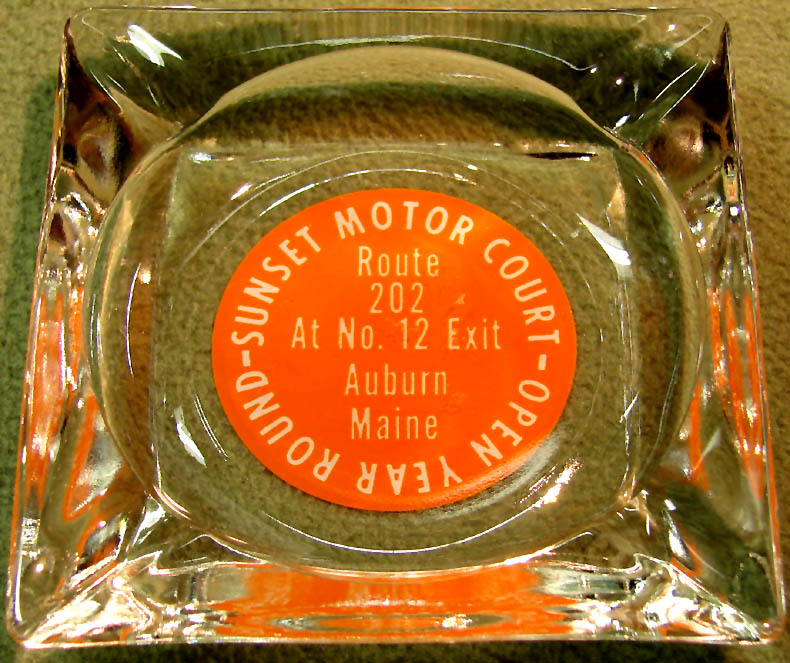 SUNSET MOTOR COURT-OPEN YEAR ROUND-
Route
202
At No. 12 Exit
Auburn
Maine